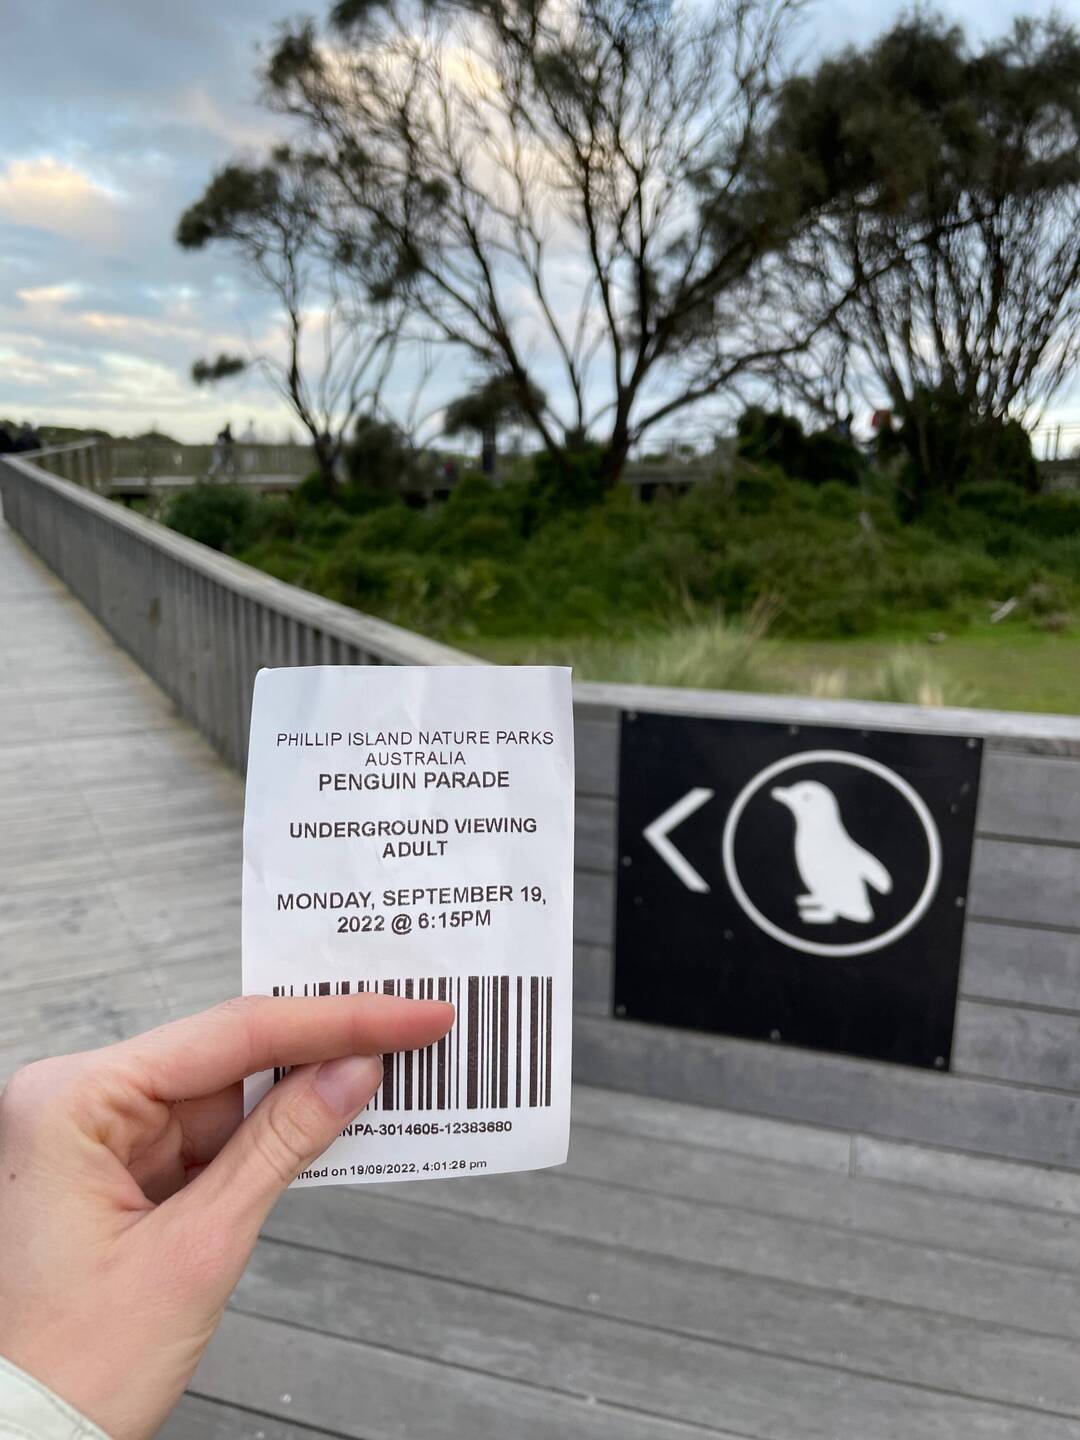 PHILLIP ISLAND NATURE PARKS
AUSTRALIA
PENGUIN PARADE
UNDERGROUND VIEWING
ADULT
MONDAY, SEPTEMBER 19,
2022 @ 6:15PM
NPA-3014605-12383680
nted on 19/09/2022, 4:01:28 pm